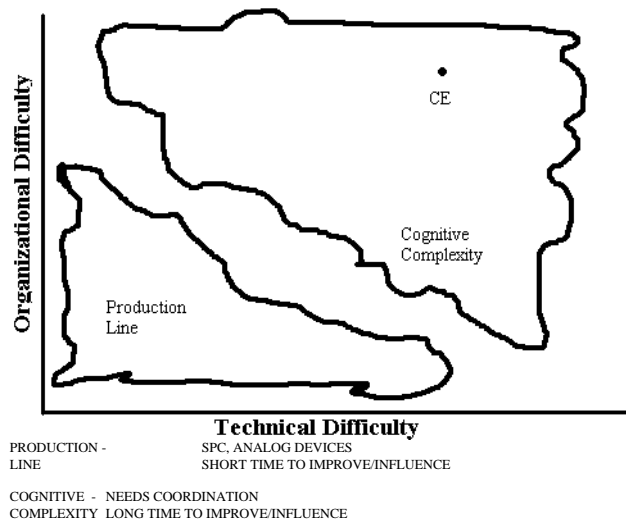 Organizational Difficulty
CE
Cognitive
Complexity
Production
Line
Technical Difficulty
PRODUCTION - SPC, ANALOG DEVICES
LINE SHORT TIME TO IMPROVE/INFLUENCE
COGNITIVE - NEEDS COORDINATION
COMPLEXITY LONG TIME TO IMPROVE/INFLUENCE